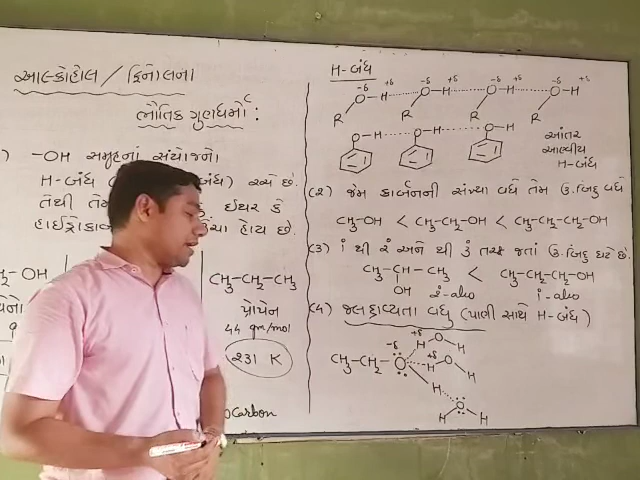 આલ્કોહોલ / ફિનોલના
ભૌતિક ગુણધર્મો :
-OH સમૂહનાં સંયોજનો
H-બંધ બંધ) રચે છે.
તેથી ઈથર કે
હોય છે.
-OH
CH₃-CH₂-CH₃
પ્રોપેન
44 gm/mol
231 K
carbon
H-બંધ
-δ +δ -δ +δ -δ +δ -δ +δ
O-H O-H O-H O-H
R R R R
O-H O-H O-H
આંતર
આણ્વીય
H-બંધ
(2) જેમ કાર્બનની સંખ્યા વધે તેમ ઉ.બિંદુ વધે
CH₃-OH < CH₃-CH₂-OH < CH₃-CH₂-CH₂-OH
(3) 1° થી 2° અને થી 3° તરફ જતાં ઉ.બિંદુ ઘટે છે.
CH₃-CH-CH₃ < CH₃-CH₂-CH₂-OH
OH 2°-alco 1°-alco
(4) જલદ્રાવ્યતા વધુ (પાણી સાથે H-બંધ)
-δ +δ H O H
CH₃-CH₂-O +δ H O H
H O
H H